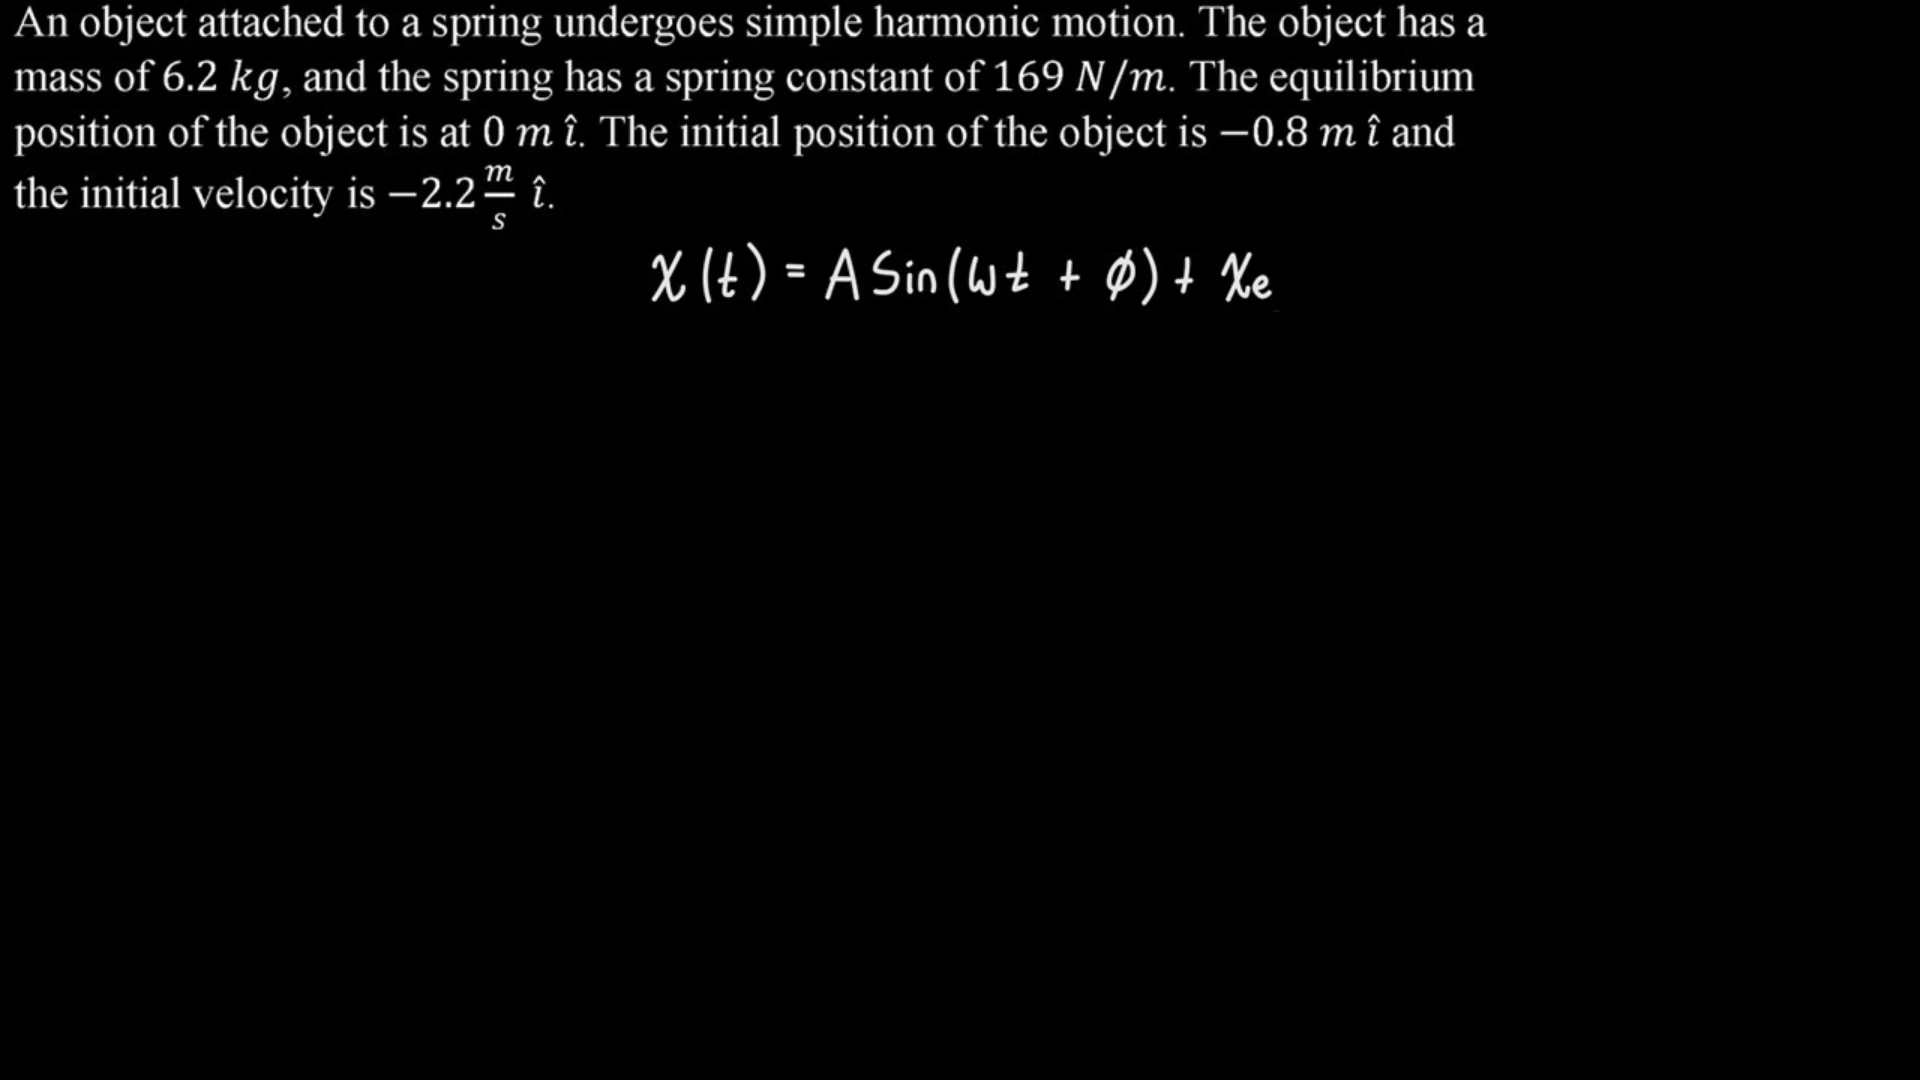 An object attached to a spring undergoes simple harmonic motion. The object has a
mass of 6.2 kg, and the spring has a spring constant of 169 N/m. The equilibrium
position of the object is at 0 m î. The initial position of the object is −0.8 m î and
the initial velocity is −2.2 m/s î.
x(t) = A Sin(ωt + ϕ) + xₑ